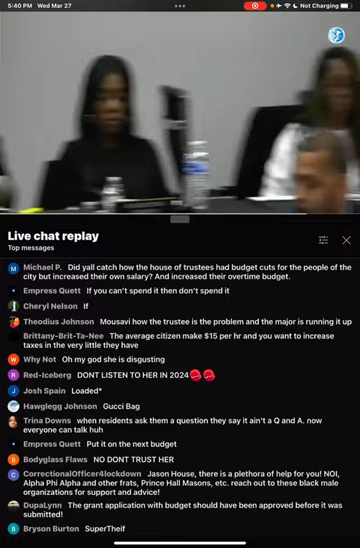 5:40 PM Wed Mar 27
Not Charging
Live chat replay
Top messages
M Michael P. Did yall catch how the house of trustees had budget cuts for the people of the
city but increased their own salary? And increased their overtime budget.
Empress Quett If you can't spend it then don't spend it
Cheryl Nelson If
Theodius Johnson Mousavi how the trustee is the problem and the major is running it up
Brittany-Brit-Ta-Nee The average citizen make $15 per hr and you want to increase
taxes in the very little they have
W Why Not Oh my god she is disgusting
R Red-Iceberg DONT LISTEN TO HER IN 2024
J Josh Spain Loaded*
Hawglegg Johnson Gucci Bag
Trina Downs when residents ask them a question they say it ain't a Q and A. now
everyone can talk huh
Empress Quett Put it on the next budget
B Bodyglass Flaws NO DONT TRUST HER
C CorrectionalOfficer4lockdown Jason House, there is a plethora of help for you! NOI,
Alpha Phi Alpha and other frats, Prince Hall Masons, etc. reach out to these black male
organizations for support and advice!
DupaLynn The grant application with budget should have been approved before it was
submitted!
Bryson Burton SuperTheif